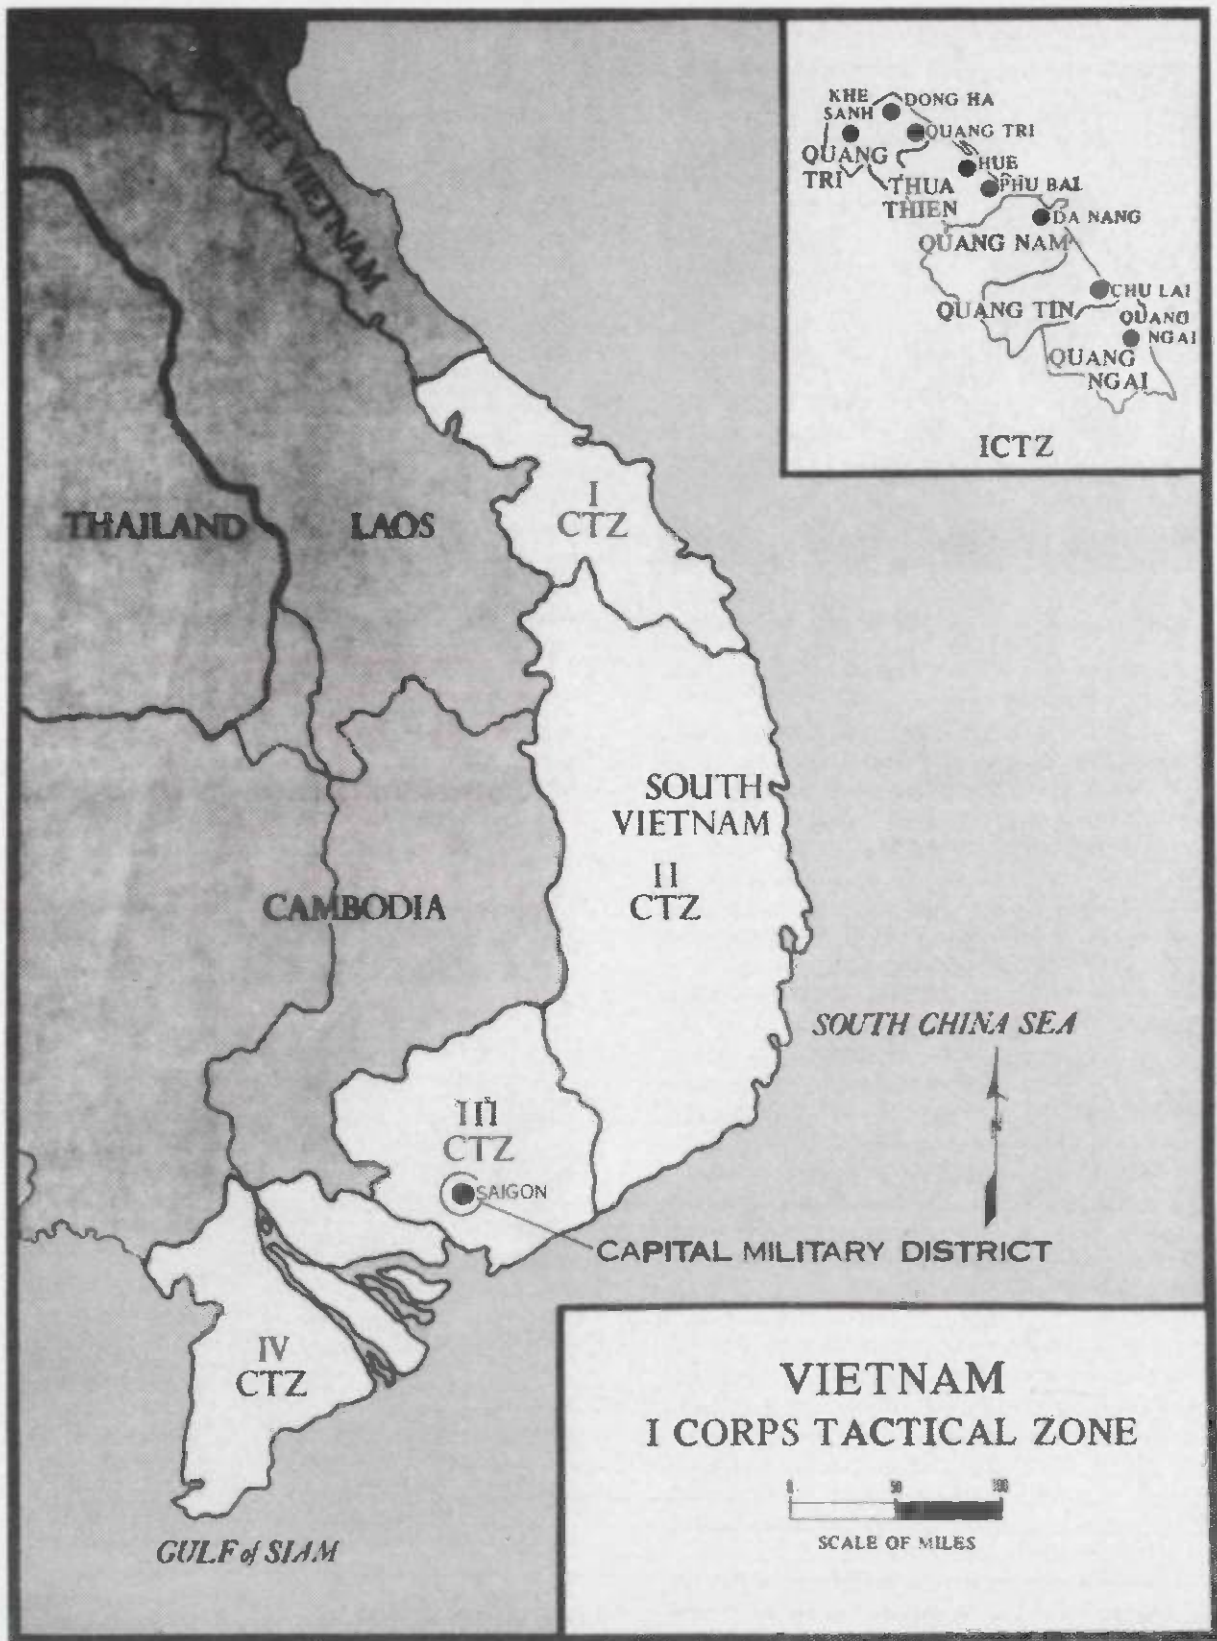 KHE
SANH
DONG HA
QUANG TRI
QUANG
TRI
HUE
THUA
THIEN
PHU BAI
DA NANG
QUANG NAM
CHU LAI
QUANG TIN
QUANG
NGAI
QUANG
NGAI
ICTZ
VIETNAM
THAILAND
LAOS
I
CTZ
SOUTH
VIETNAM
II
CTZ
CAMBODIA
SOUTH CHINA SEA
N
III
CTZ
SAIGON
CAPITAL MILITARY DISTRICT
IV
CTZ
GULF of SIAM
VIETNAM
I CORPS TACTICAL ZONE
0 50 100
SCALE OF MILES